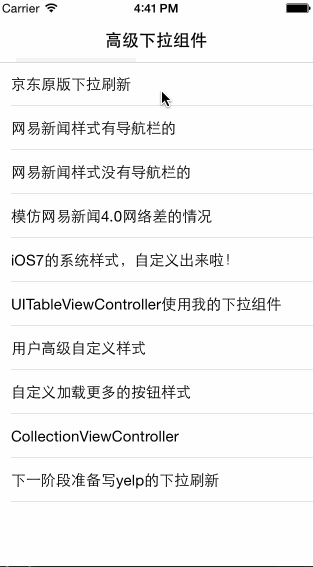 Carrier 4:41 PM
高级下拉组件
京东原版下拉刷新
网易新闻样式有导航栏的
网易新闻样式没有导航栏的
模仿网易新闻4.0网络差的情况
iOS7的系统样式，自定义出来啦！
UITableViewController使用我的下拉组件
用户高级自定义样式
自定义加载更多的按钮样式
CollectionViewController
下一阶段准备写yelp的下拉刷新